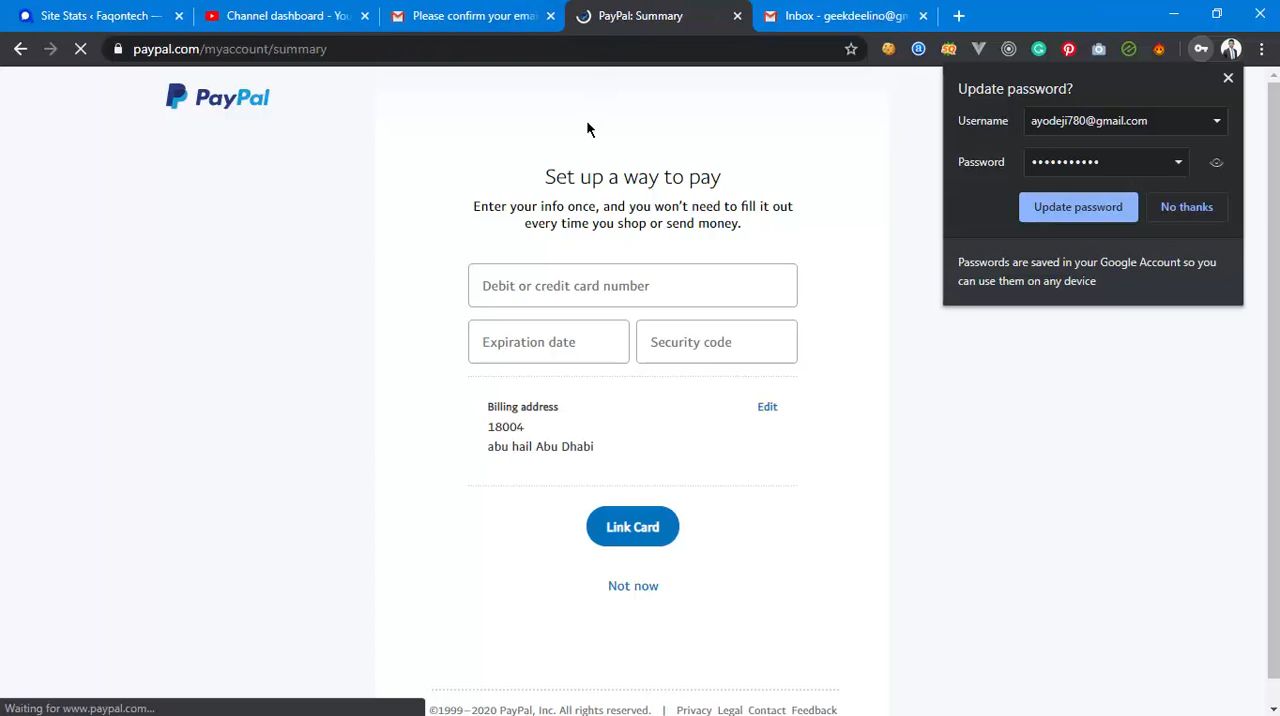 Site Stats ‹ Faqontech —
Channel dashboard - You
Please confirm your emai
PayPal: Summary
Inbox - geekdeelino@gm
paypal.com/myaccount/summary
PayPal
Update password?
Username
ayodeji780@gmail.com
Password
•••••••••••
Update password
No thanks
Passwords are saved in your Google Account so you
can use them on any device
Set up a way to pay
Enter your info once, and you won't need to fill it out
every time you shop or send money.
Debit or credit card number
Expiration date
Security code
Billing address
Edit
18004
abu hail Abu Dhabi
Link Card
Not now
©1999–2020 PayPal, Inc. All rights reserved. | Privacy Legal Contact Feedback
Waiting for www.paypal.com...